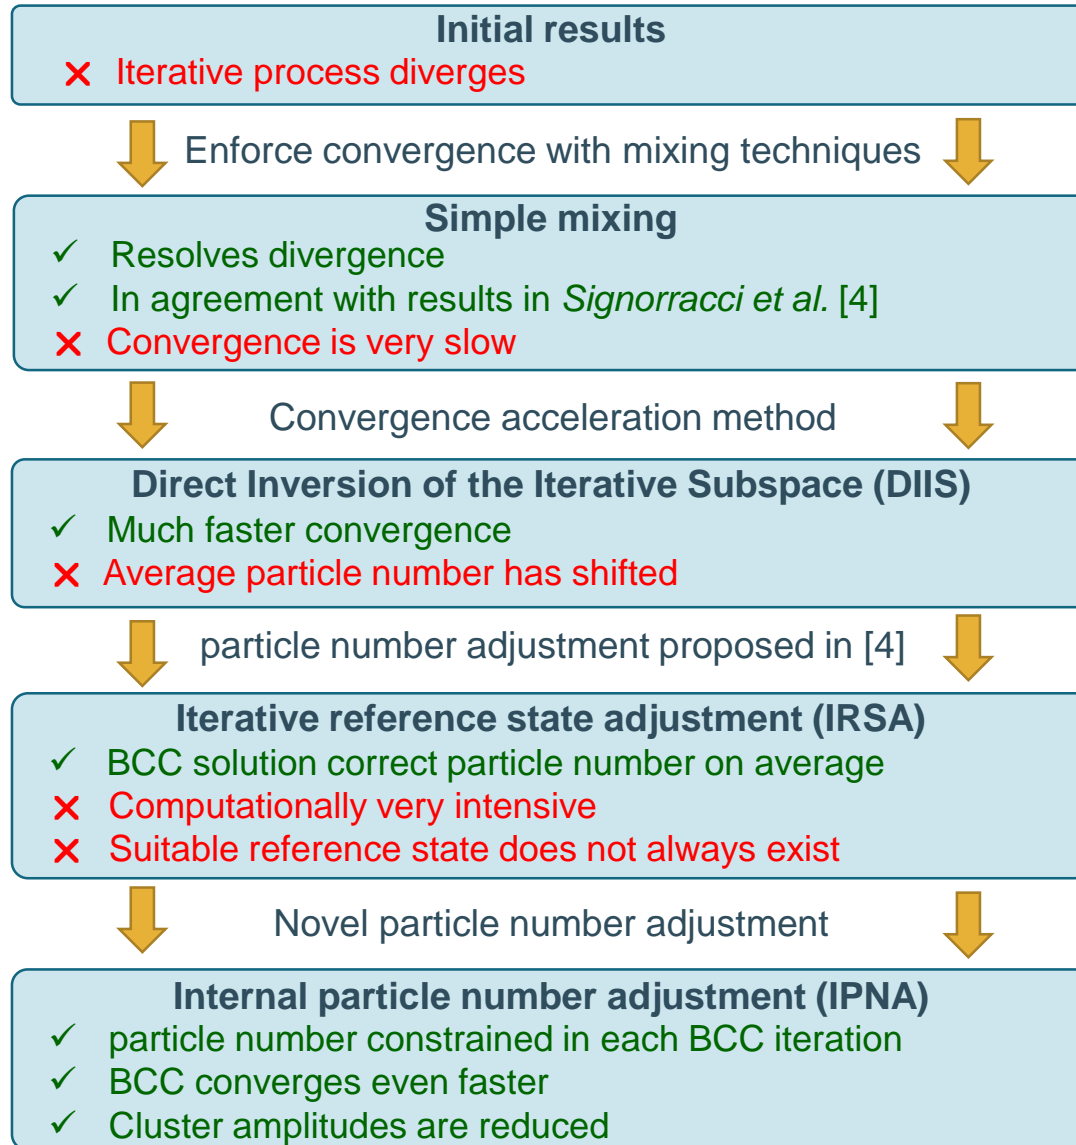 Initial results
✗ Iterative process diverges
Enforce convergence with mixing techniques
Simple mixing
✓ Resolves divergence
✓ In agreement with results in Signorracci et al. [4]
✗ Convergence is very slow
Convergence acceleration method
Direct Inversion of the Iterative Subspace (DIIS)
✓ Much faster convergence
✗ Average particle number has shifted
particle number adjustment proposed in [4]
Iterative reference state adjustment (IRSA)
✓ BCC solution correct particle number on average
✗ Computationally very intensive
✗ Suitable reference state does not always exist
Novel particle number adjustment
Internal particle number adjustment (IPNA)
✓ particle number constrained in each BCC iteration
✓ BCC converges even faster
✓ Cluster amplitudes are reduced